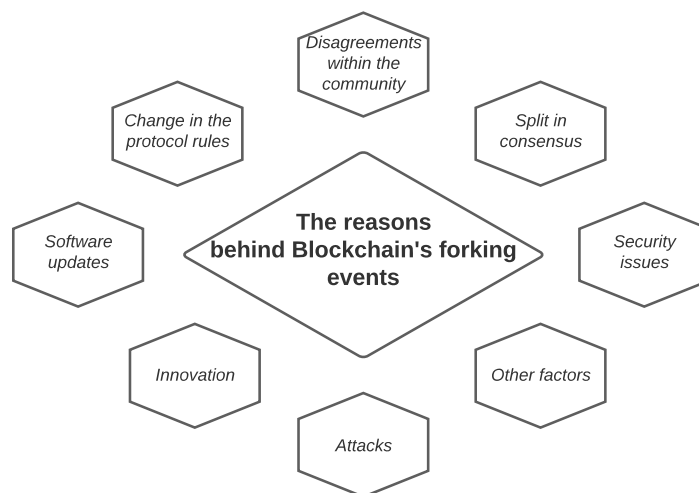 Disagreements
within the
community
Change in the
protocol rules
Split in
consensus
The reasons
behind Blockchain's forking
events
Software
updates
Security
issues
Innovation
Other factors
Attacks